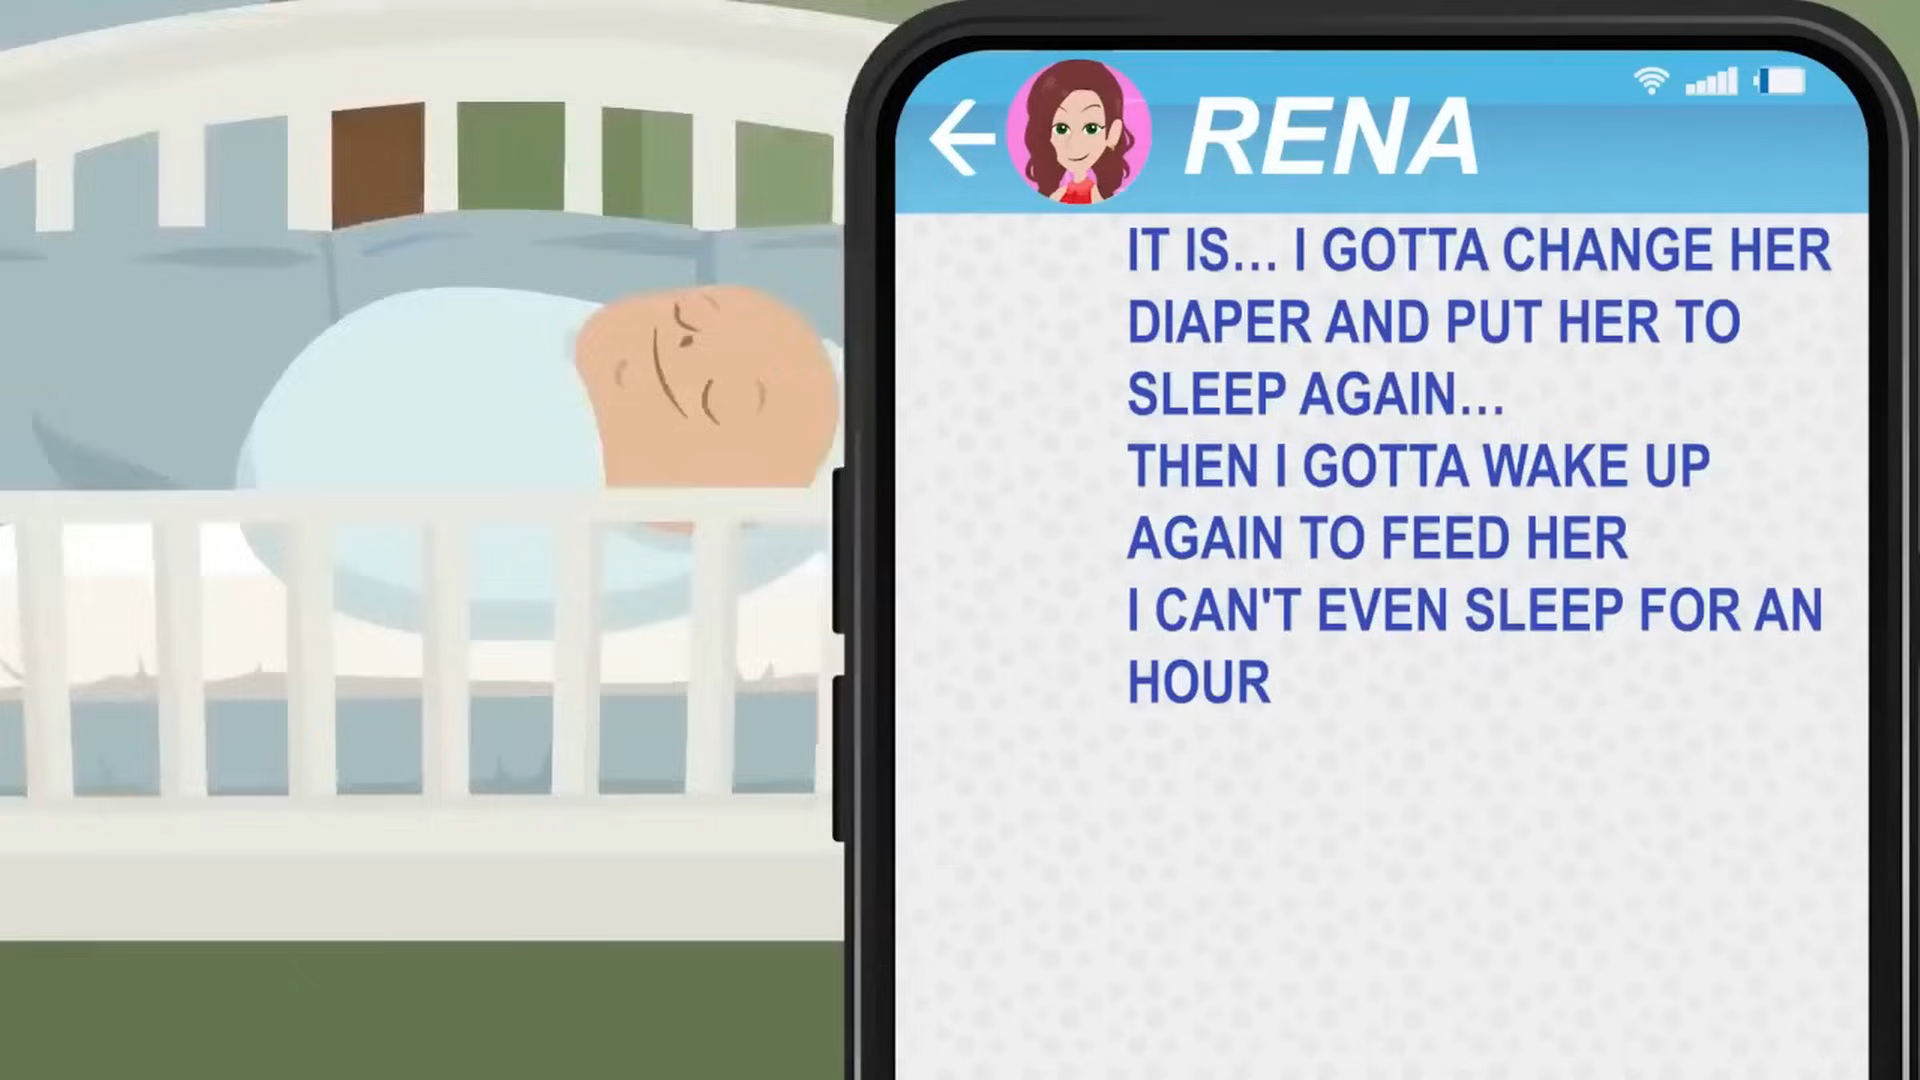 RENA
IT IS... I GOTTA CHANGE HER
DIAPER AND PUT HER TO
SLEEP AGAIN...
THEN I GOTTA WAKE UP
AGAIN TO FEED HER
I CAN'T EVEN SLEEP FOR AN
HOUR